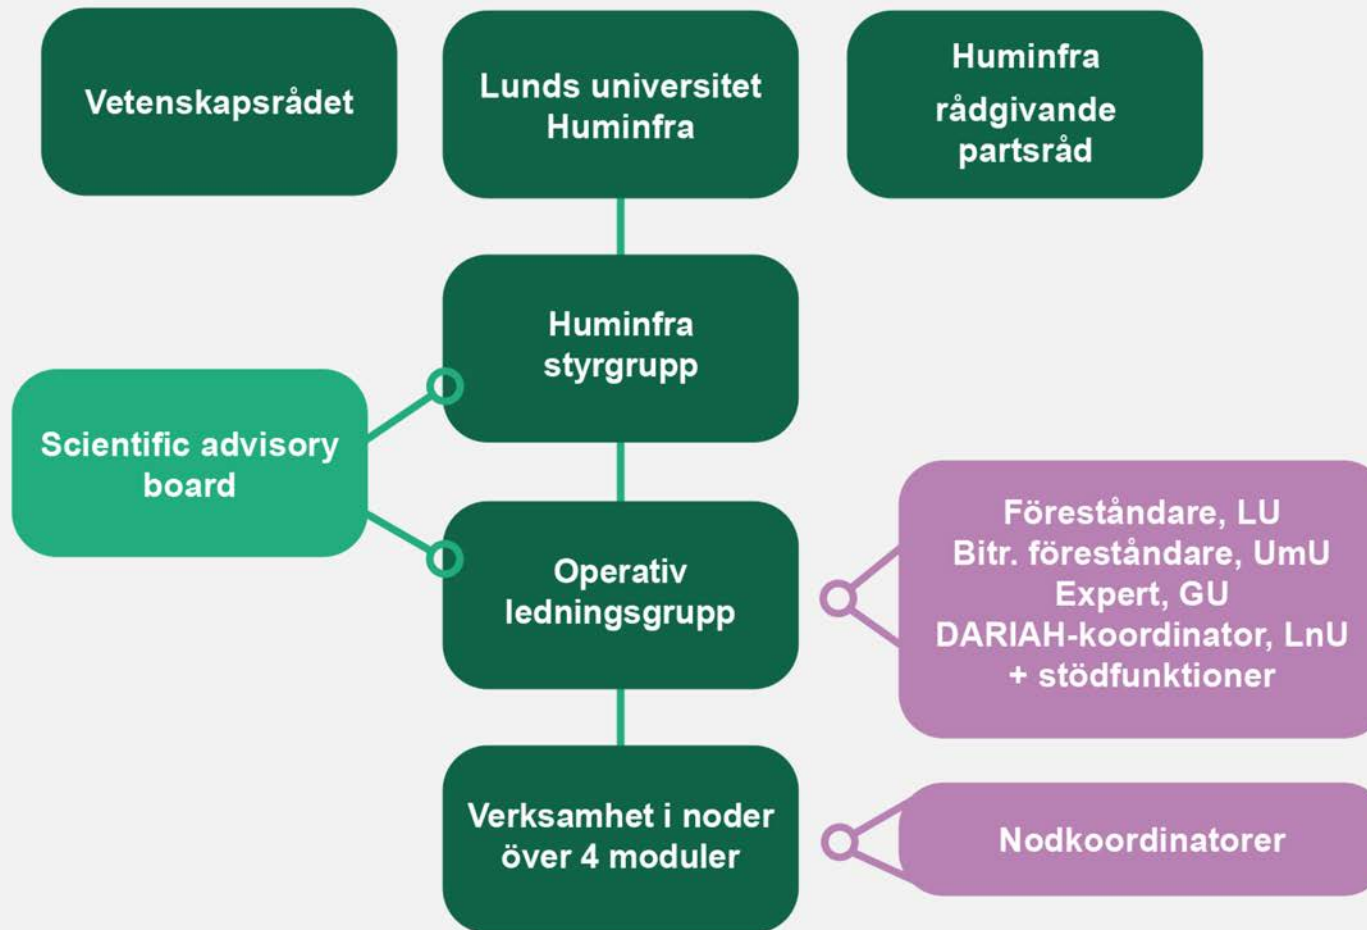 Vetenskapsrådet
Lunds universitet
Huminfra
Huminfra
rådgivande
partsråd
Huminfra
styrgrupp
Scientific advisory
board
Operativ
ledningsgrupp
Föreståndare, LU
Bitr. föreståndare, UmU
Expert, GU
DARIAH-koordinator, LnU
+ stödfunktioner
Verksamhet i noder
över 4 moduler
Nodkoordinatorer